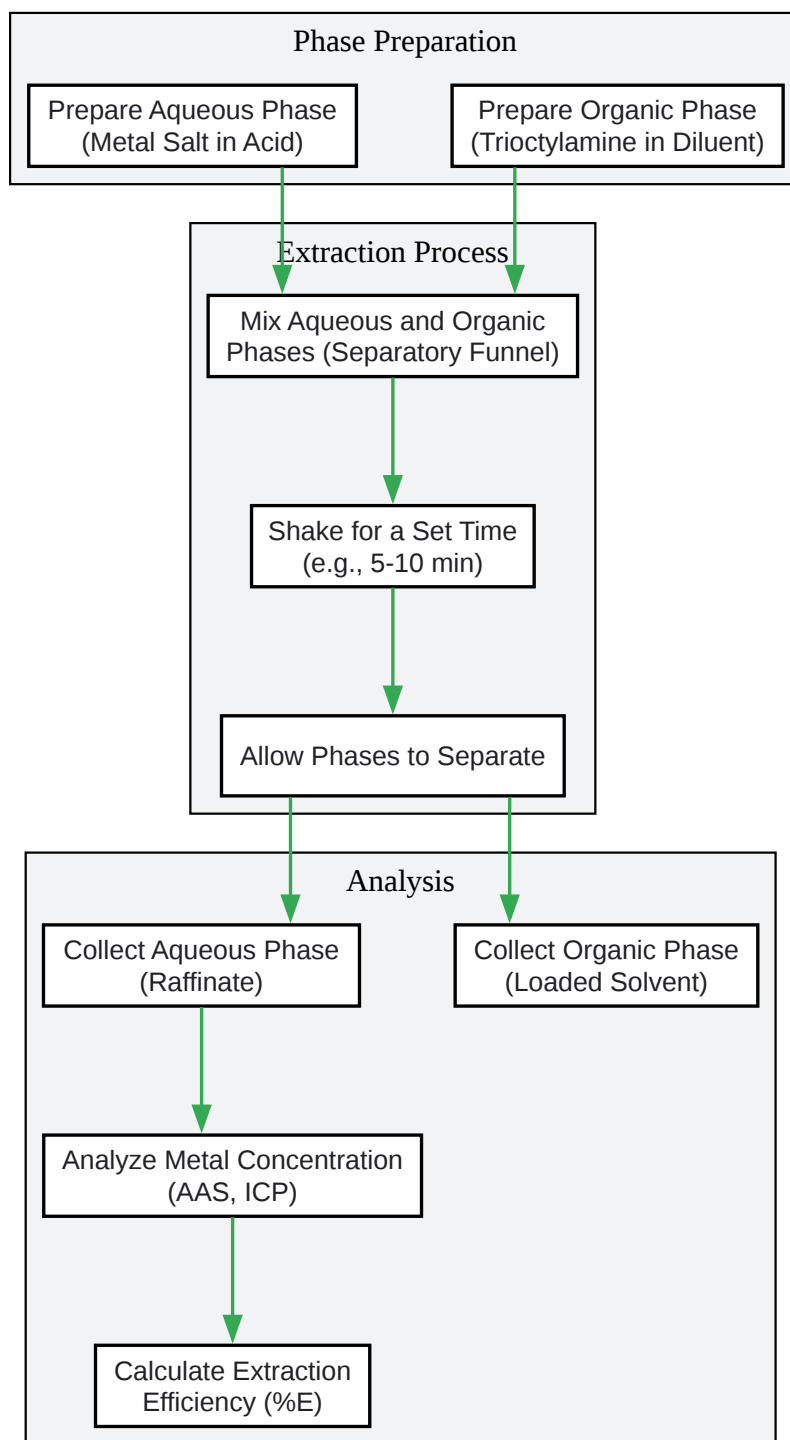 Phase Preparation
Prepare Aqueous Phase
(Metal Salt in Acid)
Prepare Organic Phase
(Trioctylamine in Diluent)
Extraction Process
Mix Aqueous and Organic
Phases (Separatory Funnel)
Shake for a Set Time
(e.g., 5-10 min)
Allow Phases to Separate
Analysis
Collect Aqueous Phase
(Raffinate)
Collect Organic Phase
(Loaded Solvent)
Analyze Metal Concentration
(AAS, ICP)
Calculate Extraction
Efficiency (%E)